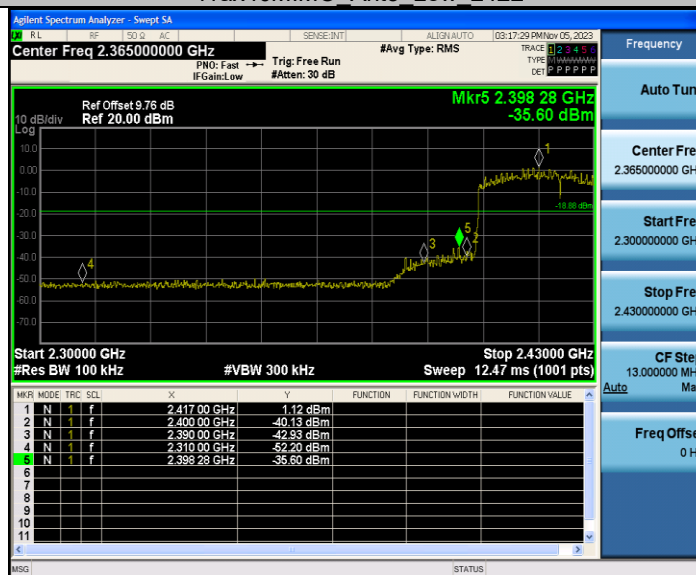 Agilent Spectrum Analyzer - Swept SA
RL RF 50 Ω AC SENSE:INT ALIGN AUTO 03:17:29 PM Nov 05, 2023
Center Freq 2.365000000 GHz
PNO: Fast
IFGain:Low
Trig: Free Run
#Atten: 30 dB
#Avg Type: RMS
TRACE 1 2 3 4 5 6
TYPE M
DET P P P P P P
Ref Offset 9.76 dB
10 dB/div Ref 20.00 dBm
Log
Mkr5 2.398 28 GHz
-35.60 dBm
10.0
0.00
-10.0
-20.0
-30.0
-40.0
-50.0
-60.0
-70.0
1
-18.88 dBm
5
2
3
4
Start 2.30000 GHz Stop 2.43000 GHz
#Res BW 100 kHz #VBW 300 kHz Sweep 12.47 ms (1001 pts)
MKR MODE TRC SCL X Y FUNCTION FUNCTION WIDTH FUNCTION VALUE
1 N 1 f 2.417 00 GHz 1.12 dBm
2 N 1 f 2.400 00 GHz -40.13 dBm
3 N 1 f 2.390 00 GHz -42.93 dBm
4 N 1 f 2.310 00 GHz -52.20 dBm
5 N 1 f 2.398 28 GHz -35.60 dBm
6
7
8
9
10
11
MSG STATUS
Frequency
Auto Tun
Center Fre
2.365000000 GH
Start Fre
2.300000000 GH
Stop Fre
2.430000000 GH
CF Ste
13.000000 MH
Auto Ma
Freq Offse
0 H